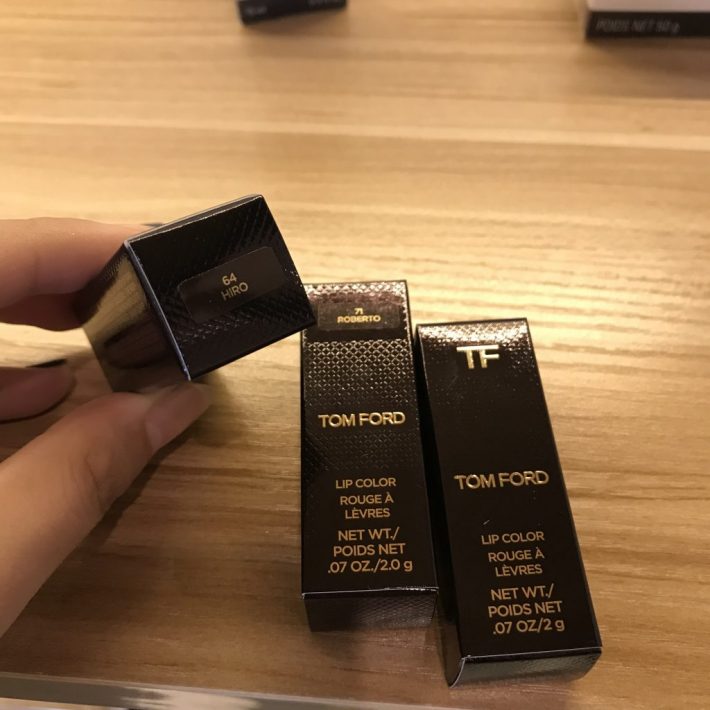 POIDS NET 50 g
64
HIRO
71
ROBERTO
TOM FORD
LIP COLOR
ROUGE À
LÈVRES
NET WT./
POIDS NET
.07 OZ./2.0 g
TF
TOM FORD
LIP COLOR
ROUGE À
LÈVRES
NET WT./
POIDS NET
.07 OZ/2 g